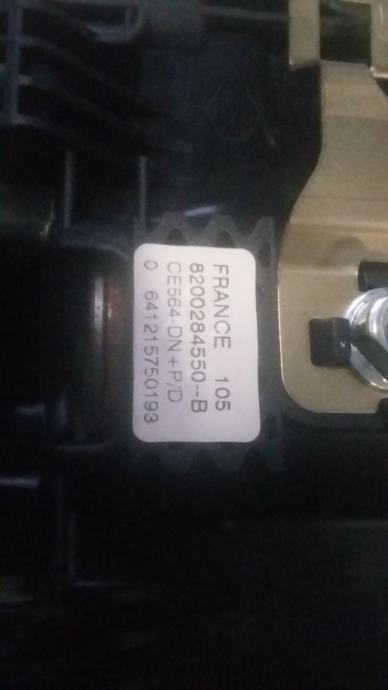 FRANCE 105
8200284550--B
CE564-DN+P/D
0 641215750193